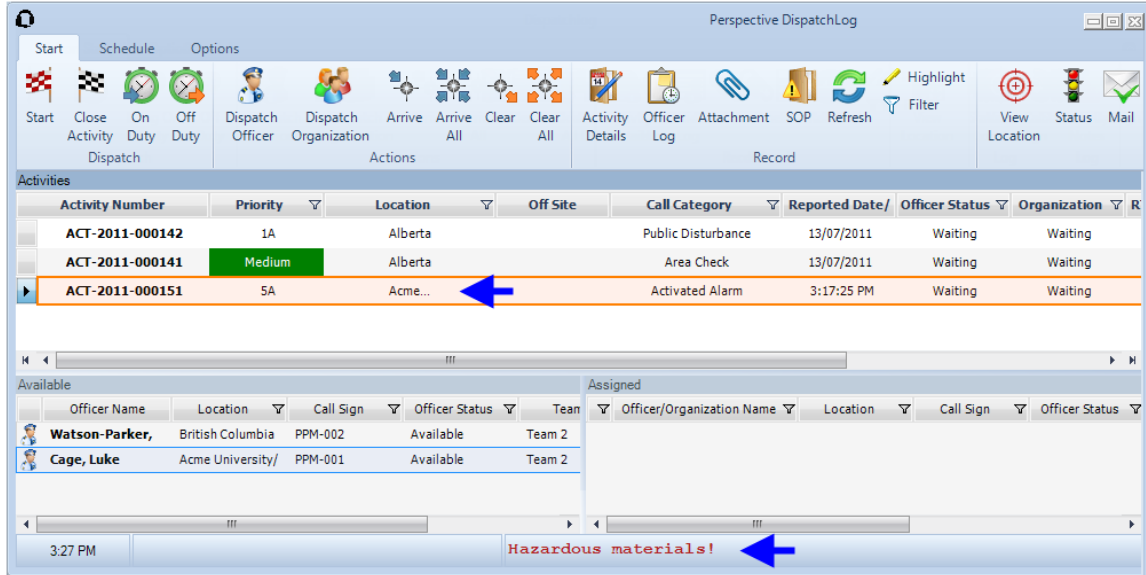 Perspective DispatchLog
Start Schedule Options
Start
Close Activity
On Duty
Off Duty
Dispatch Officer
Dispatch Organization
Arrive
Arrive All
Clear
Clear All
Activity Details
Officer Log
Attachment
SOP
Refresh
Highlight
Filter
View Location
Status
Mail
Dispatch Actions Record
Activities
Activity Number Priority Location Off Site Call Category Reported Date/ Officer Status Organization R
ACT-2011-000142 1A Alberta Public Disturbance 13/07/2011 Waiting Waiting
ACT-2011-000141 Medium Alberta Area Check 13/07/2011 Waiting Waiting
ACT-2011-000151 5A Acme... Activated Alarm 3:17:25 PM Waiting Waiting
Available Assigned
Officer Name Location Call Sign Officer Status Team Officer/Organization Name Location Call Sign Officer Status
Watson-Parker, British Columbia PPM-002 Available Team 2
Cage, Luke Acme University/ PPM-001 Available Team 2
3:27 PM Hazardous materials!